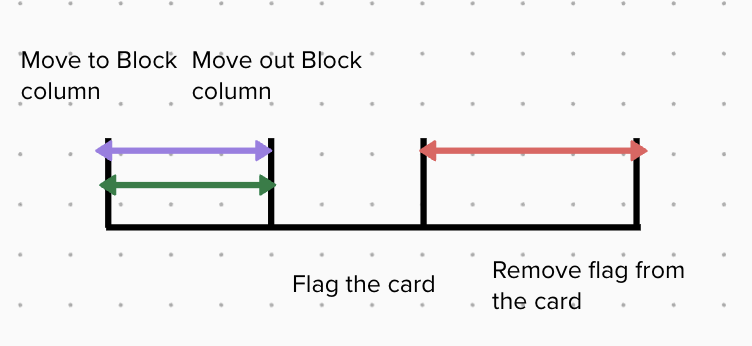 Move to Block
column
Move out Block
column
Flag the card
Remove flag from
the card